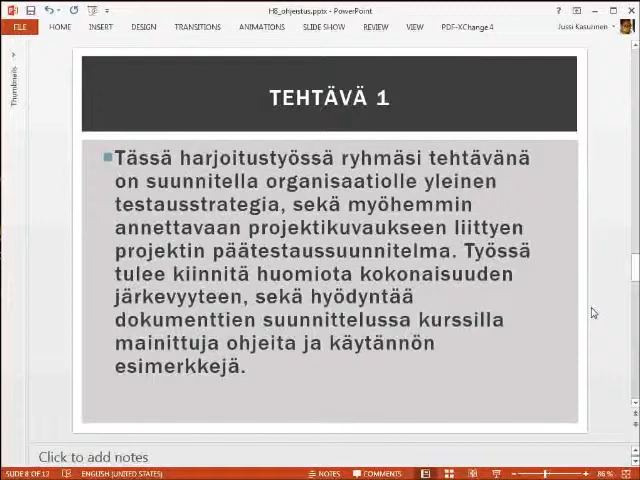 H8_ohjeistus.pptx - PowerPoint
FILE HOME INSERT DESIGN TRANSITIONS ANIMATIONS SLIDE SHOW REVIEW VIEW PDF-XChange 4 Jussi Kasurinen
Thumbnails
TEHTÄVÄ 1
Tässä harjoitustyössä ryhmäsi tehtävänä
on suunnitella organisaatiolle yleinen
testausstrategia, sekä myöhemmin
annettavaan projektikuvaukseen liittyen
projektin päätestaussuunnitelma. Työssä
tulee kiinnitä huomiota kokonaisuuden
järkevyyteen, sekä hyödyntää
dokumenttien suunnittelussa kurssilla
mainittuja ohjeita ja käytännön
esimerkkejä.
Click to add notes
SLIDE 8 OF 12 ENGLISH (UNITED STATES) NOTES COMMENTS 86 %